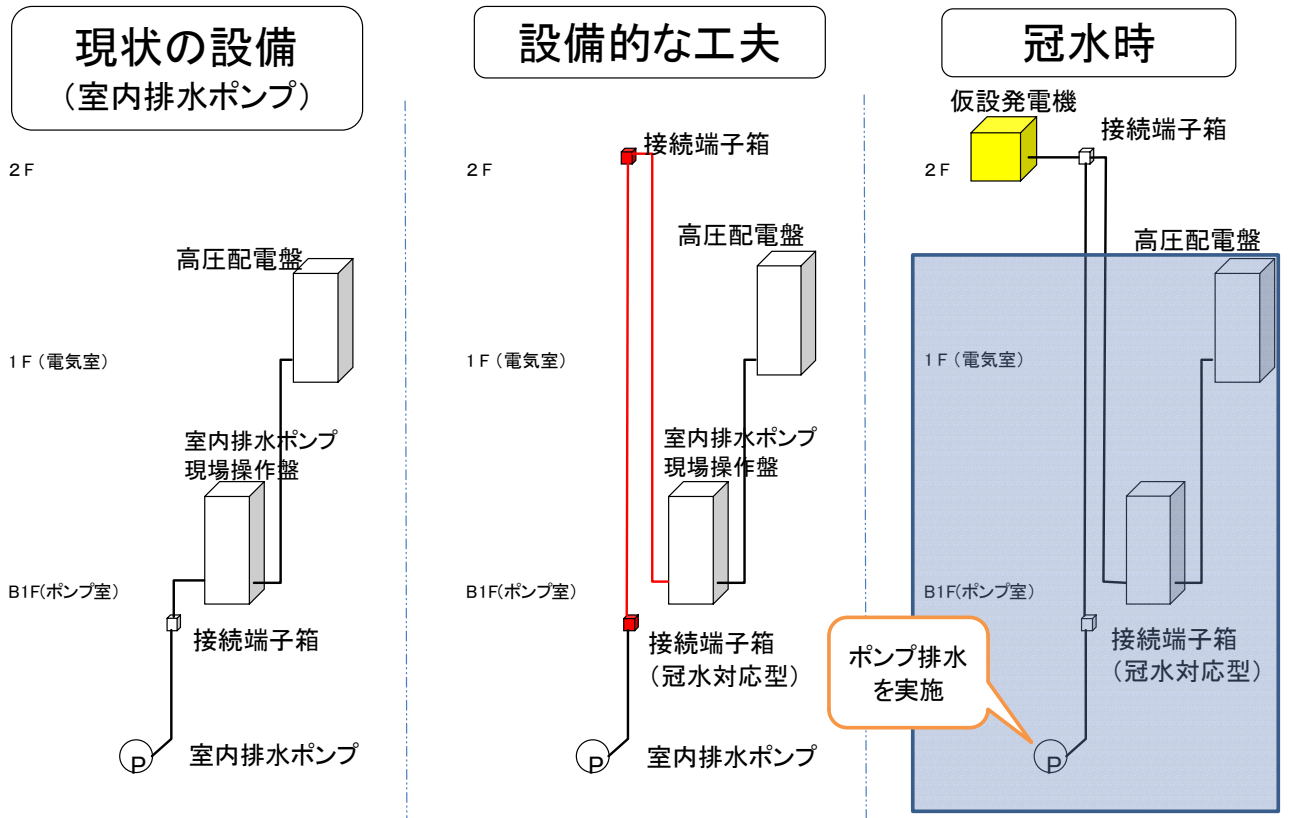 現状の設備
（室内排水ポンプ）
２Ｆ
高圧配電盤
１Ｆ（電気室）
室内排水ポンプ
現場操作盤
B1F(ポンプ室)
接続端子箱
室内排水ポンプ
P
設備的な工夫
接続端子箱
２Ｆ
高圧配電盤
１Ｆ（電気室）
室内排水ポンプ
現場操作盤
B1F(ポンプ室)
接続端子箱
（冠水対応型）
室内排水ポンプ
P
冠水時
仮設発電機
接続端子箱
２Ｆ
高圧配電盤
１Ｆ（電気室）
B1F(ポンプ室)
接続端子箱
（冠水対応型）
ポンプ排水
を実施
P